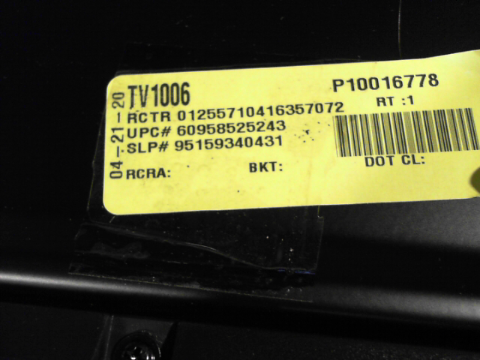 04-21-20
TV1006
P10016778
RCTR 01255710416357072
RT :1
UPC# 60958525243
SLP# 95159340431
RCRA:
BKT:
DOT CL: